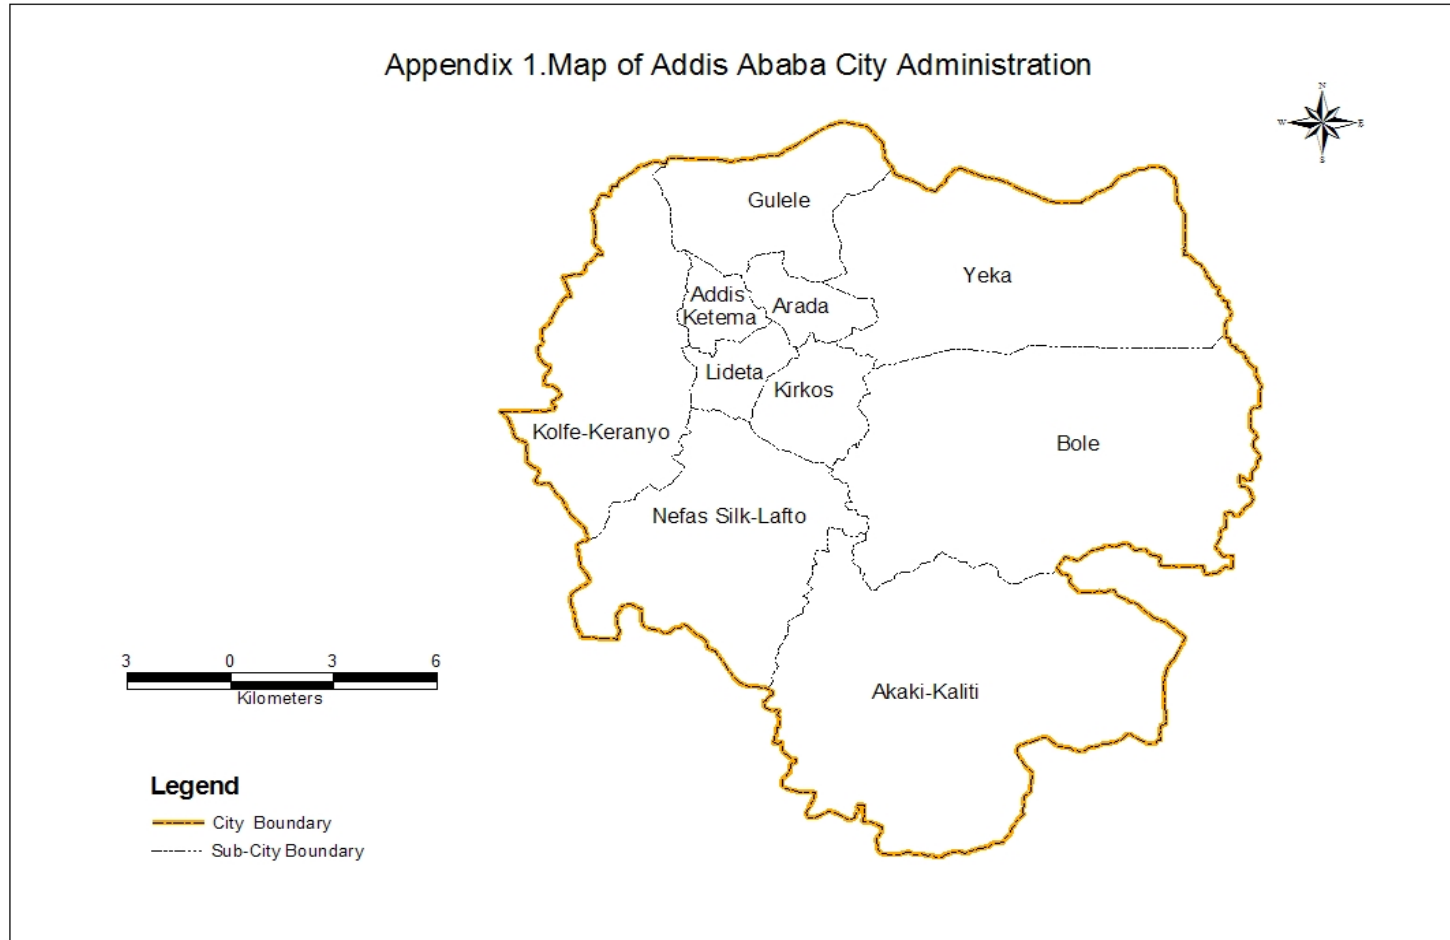 Appendix 1.Map of Addis Ababa City Administration
N
W
E
S
Gulele
Yeka
Addis
Ketema
Arada
Lideta
Kirkos
Kolfe-Keranyo
Bole
Nefas Silk-Lafto
Akaki-Kaliti
3 0 3 6
Kilometers
Legend
City Boundary
Sub-City Boundary